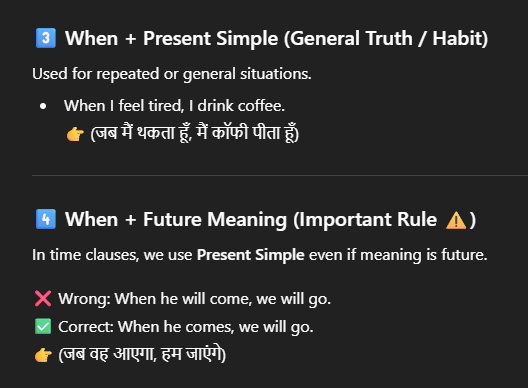 3️⃣ When + Present Simple (General Truth / Habit)
Used for repeated or general situations.
• When I feel tired, I drink coffee.
👉 (जब मैं थकता हूँ, मैं कॉफी पीता हूँ)
4️⃣ When + Future Meaning (Important Rule ⚠️)
In time clauses, we use Present Simple even if meaning is future.
❌ Wrong: When he will come, we will go.
✅ Correct: When he comes, we will go.
👉 (जब वह आएगा, हम जाएंगे)